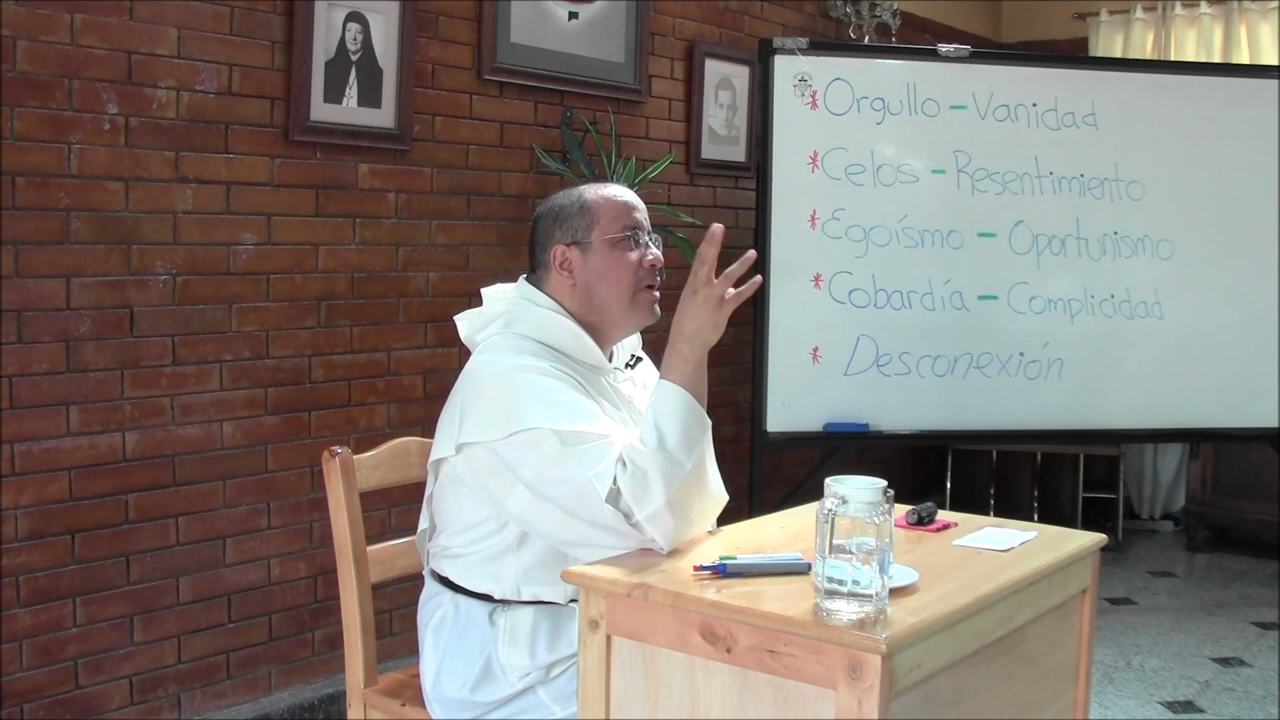 * Orgullo - Vanidad
* Celos - Resentimiento
* Egoísmo - Oportunismo
* Cobardía - Complicidad
* Desconexión